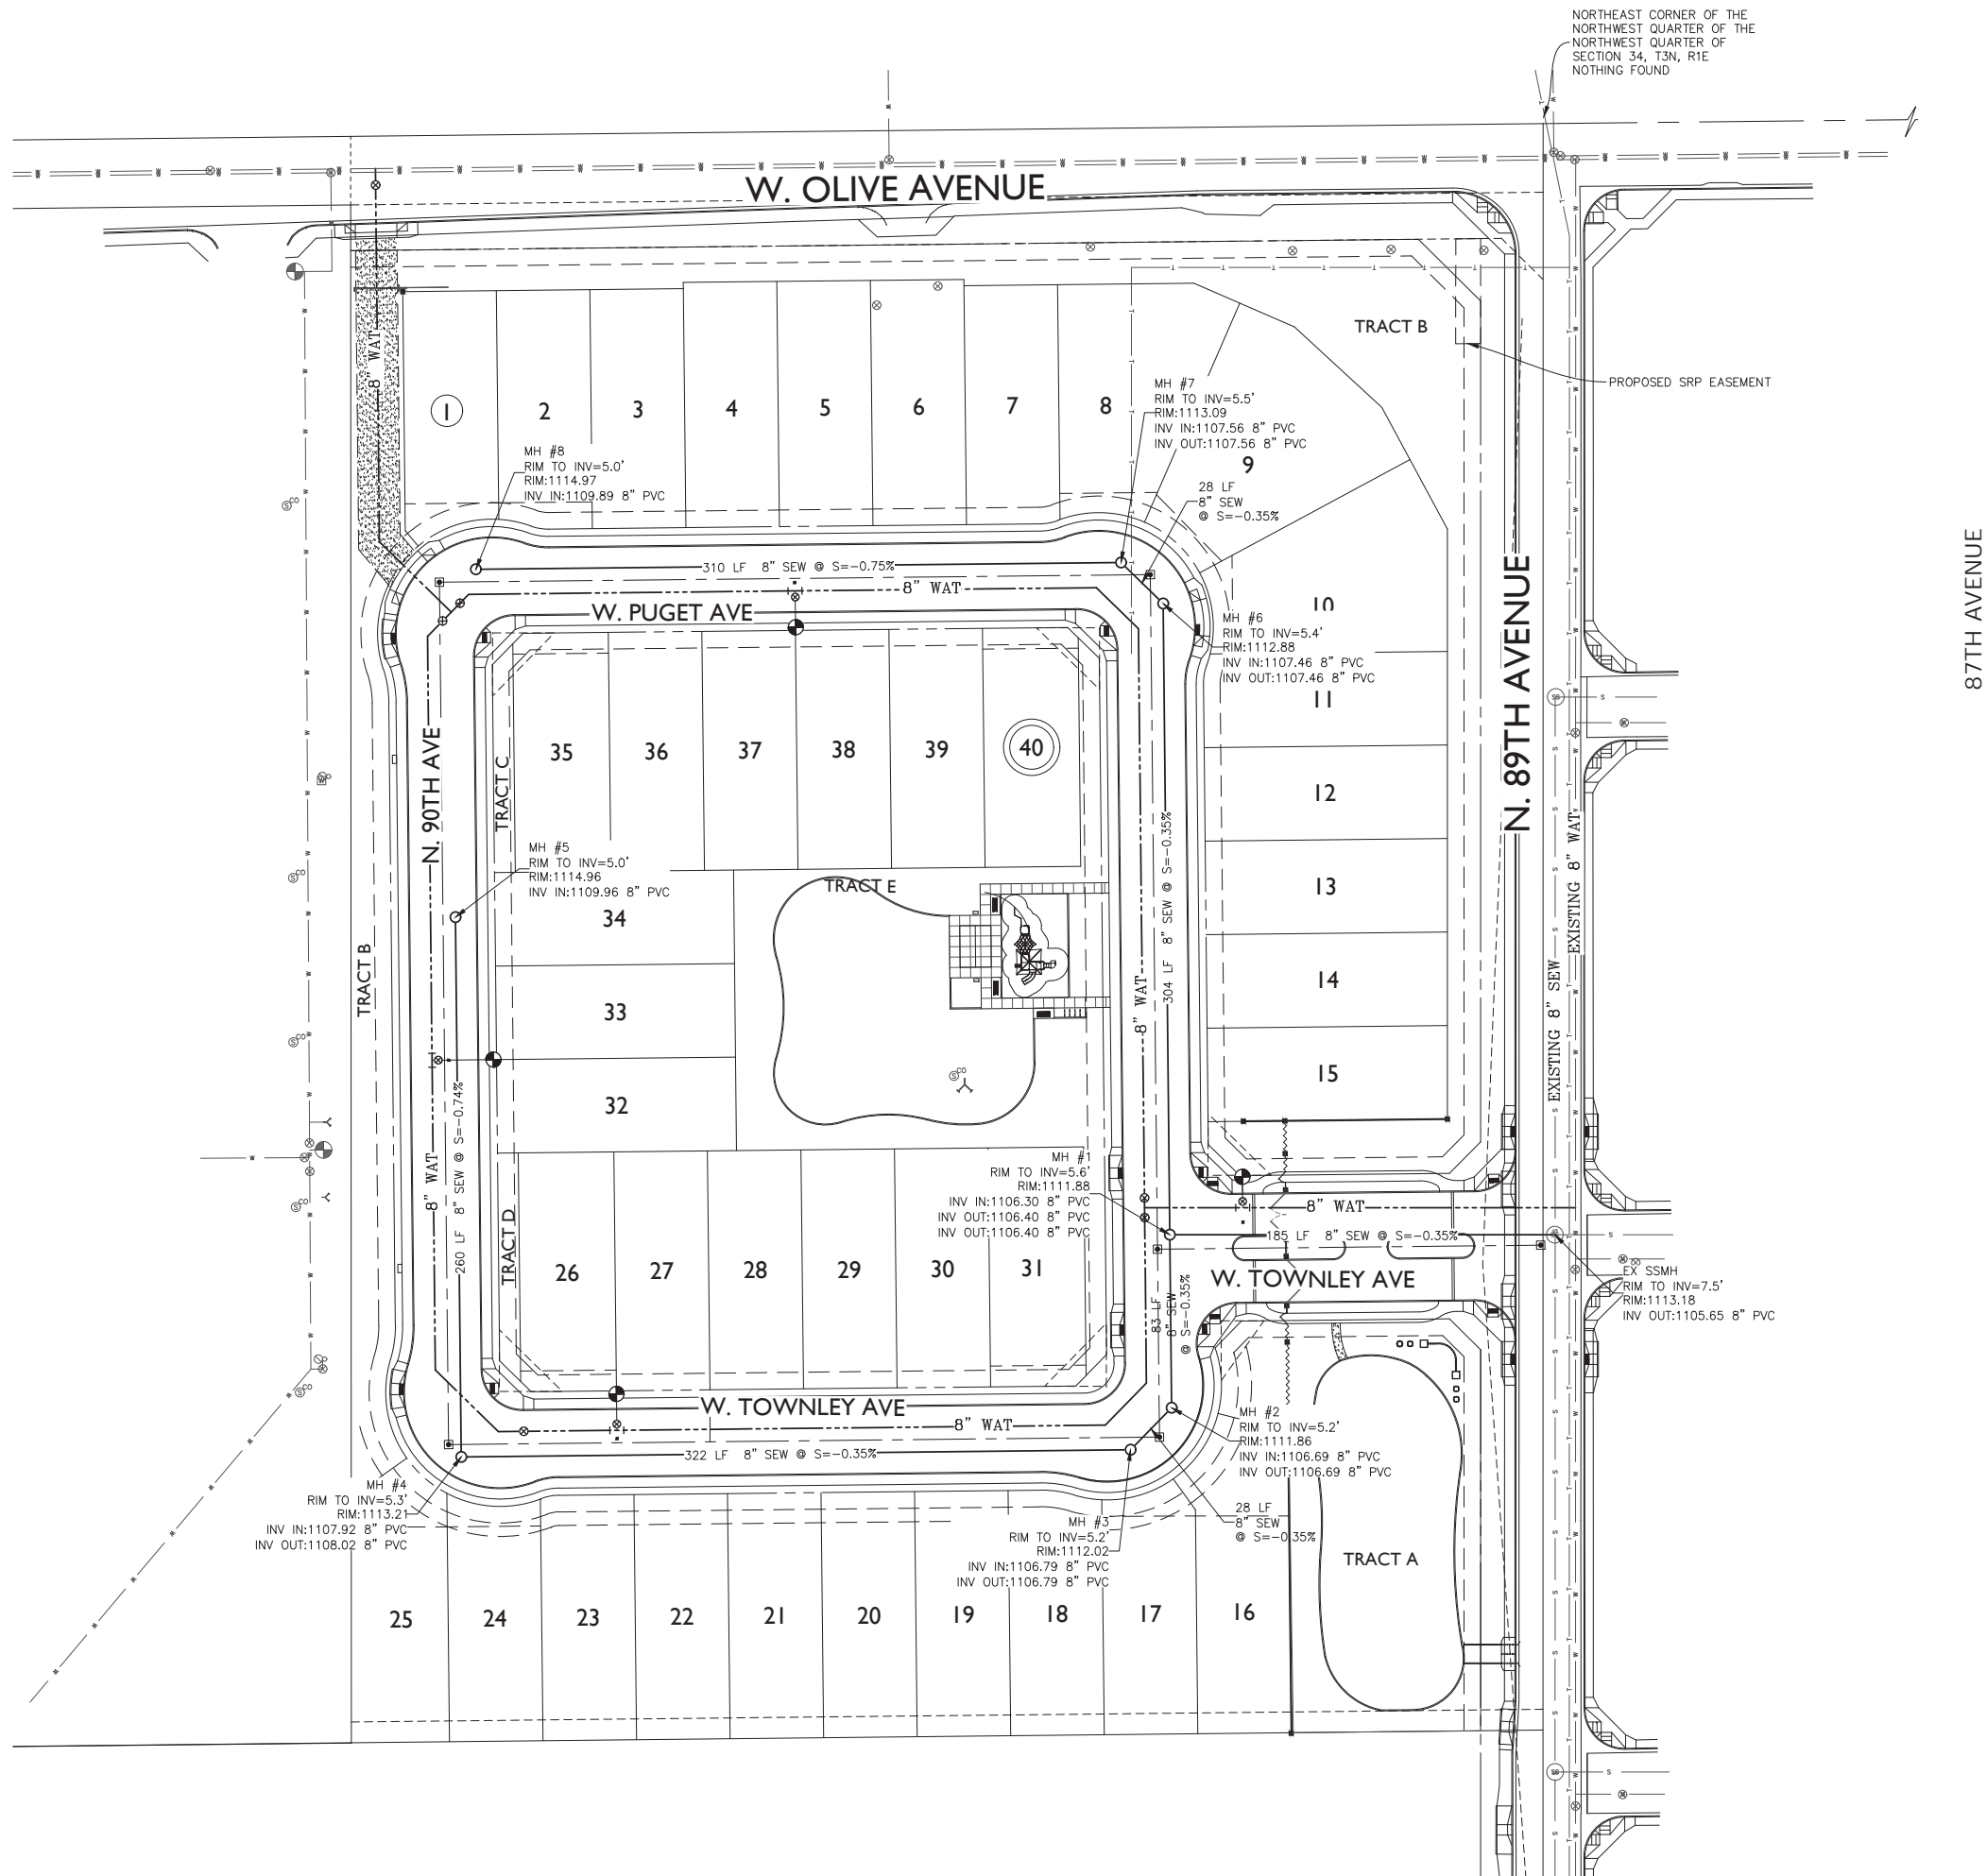 NORTHEAST CORNER OF THE
NORTHWEST QUARTER OF THE
NORTHWEST QUARTER OF
SECTION 34, T3N, R1E
NOTHING FOUND
W. OLIVE AVENUE
TRACT B
PROPOSED SRP EASEMENT
87TH AVENUE
8" WAT
1
2
3
4
5
6
7
8
MH #7
RIM TO INV=5.5'
RIM:1113.09
INV IN:1107.56 8" PVC
INV OUT:1107.56 8" PVC
9
MH #8
RIM TO INV=5.0'
RIM:1114.97
INV IN:1109.89 8" PVC
28 LF
8" SEW
@ S=-0.35%
310 LF 8" SEW @ S=-0.75%
8" WAT
W. PUGET AVE
10
MH #6
RIM TO INV=5.4'
RIM:1112.88
INV IN:1107.46 8" PVC
INV OUT:1107.46 8" PVC
11
N. 89TH AVENUE
N. 90TH AVE
TRACT C
35
36
37
38
39
40
12
MH #5
RIM TO INV=5.0'
RIM:1114.96
INV IN:1109.96 8" PVC
TRACT E
13
34
TRACT B
304 LF 8" SEW @ S=-0.35%
8" WAT
EXISTING 8" WAT
EXISTING 8" SEW
14
33
15
32
CO
260 LF 8" SEW @ S=-0.74%
8" WAT
TRACT D
MH #1
RIM TO INV=5.6'
RIM:1111.88
INV IN:1106.30 8" PVC
INV OUT:1106.40 8" PVC
INV OUT:1106.40 8" PVC
8" WAT
185 LF 8" SEW @ S=-0.35%
26
27
28
29
30
31
W. TOWNLEY AVE
EX SSMH
RIM TO INV=7.5'
RIM:1113.18
INV OUT:1105.65 8" PVC
83 LF
8" SEW
@ S=-0.35%
W. TOWNLEY AVE
8" WAT
322 LF 8" SEW @ S=-0.35%
MH #2
RIM TO INV=5.2'
RIM:1111.86
INV IN:1106.69 8" PVC
INV OUT:1106.69 8" PVC
MH #4
RIM TO INV=5.3'
RIM:1113.21
INV IN:1107.92 8" PVC
INV OUT:1108.02 8" PVC
28 LF
8" SEW
@ S=-0.35%
MH #3
RIM TO INV=5.2'
RIM:1112.02
INV IN:1106.79 8" PVC
INV OUT:1106.79 8" PVC
TRACT A
25
24
23
22
21
20
19
18
17
16